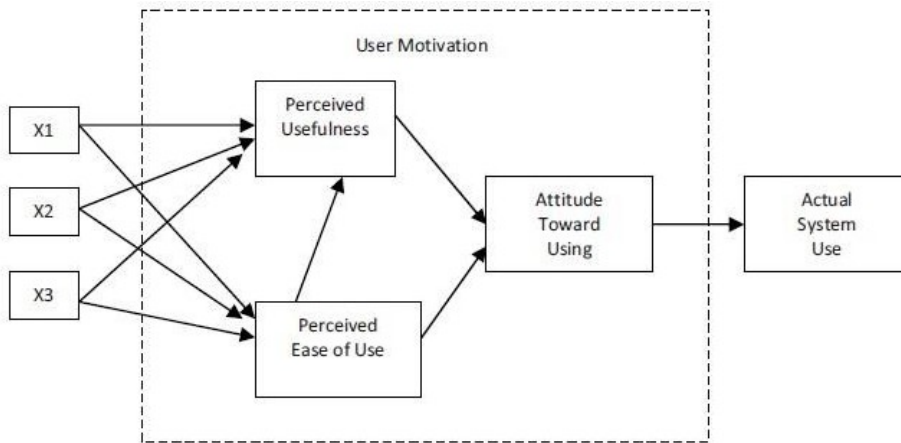 User Motivation
X1
X2
X3
Perceived
Usefulness
Perceived
Ease of Use
Attitude
Toward
Using
Actual
System
Use